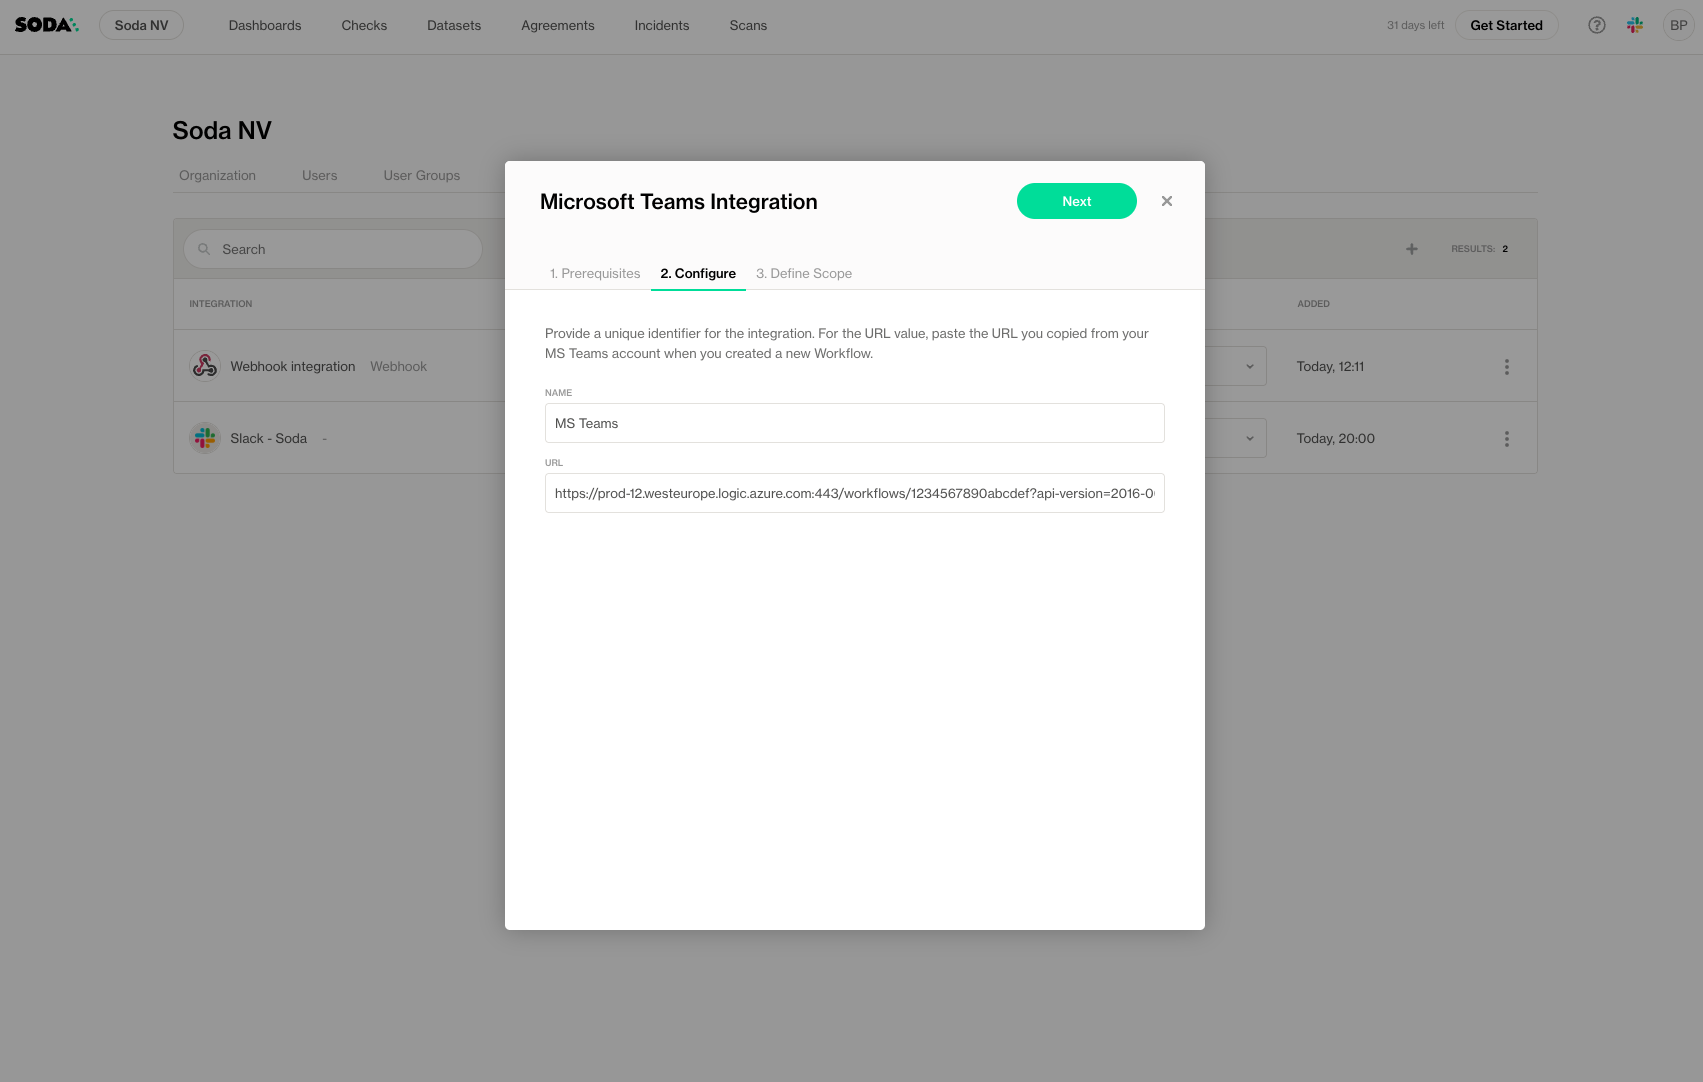 SODA
Soda NV
Dashboards
Checks
Datasets
Agreements
Incidents
Scans
31 days left
Get Started
BP
Soda NV
Organization
Users
User Groups
Search
RESULTS: 2
INTEGRATION
ADDED
Webhook integration
Webhook
Today, 12:11
Slack - Soda
-
Today, 20:00
Microsoft Teams Integration
Next
1. Prerequisites
2. Configure
3. Define Scope
Provide a unique identifier for the integration. For the URL value, paste the URL you copied from your
MS Teams account when you created a new Workflow.
NAME
MS Teams
URL
https://prod-12.westeurope.logic.azure.com:443/workflows/1234567890abcdef?api-version=2016-0